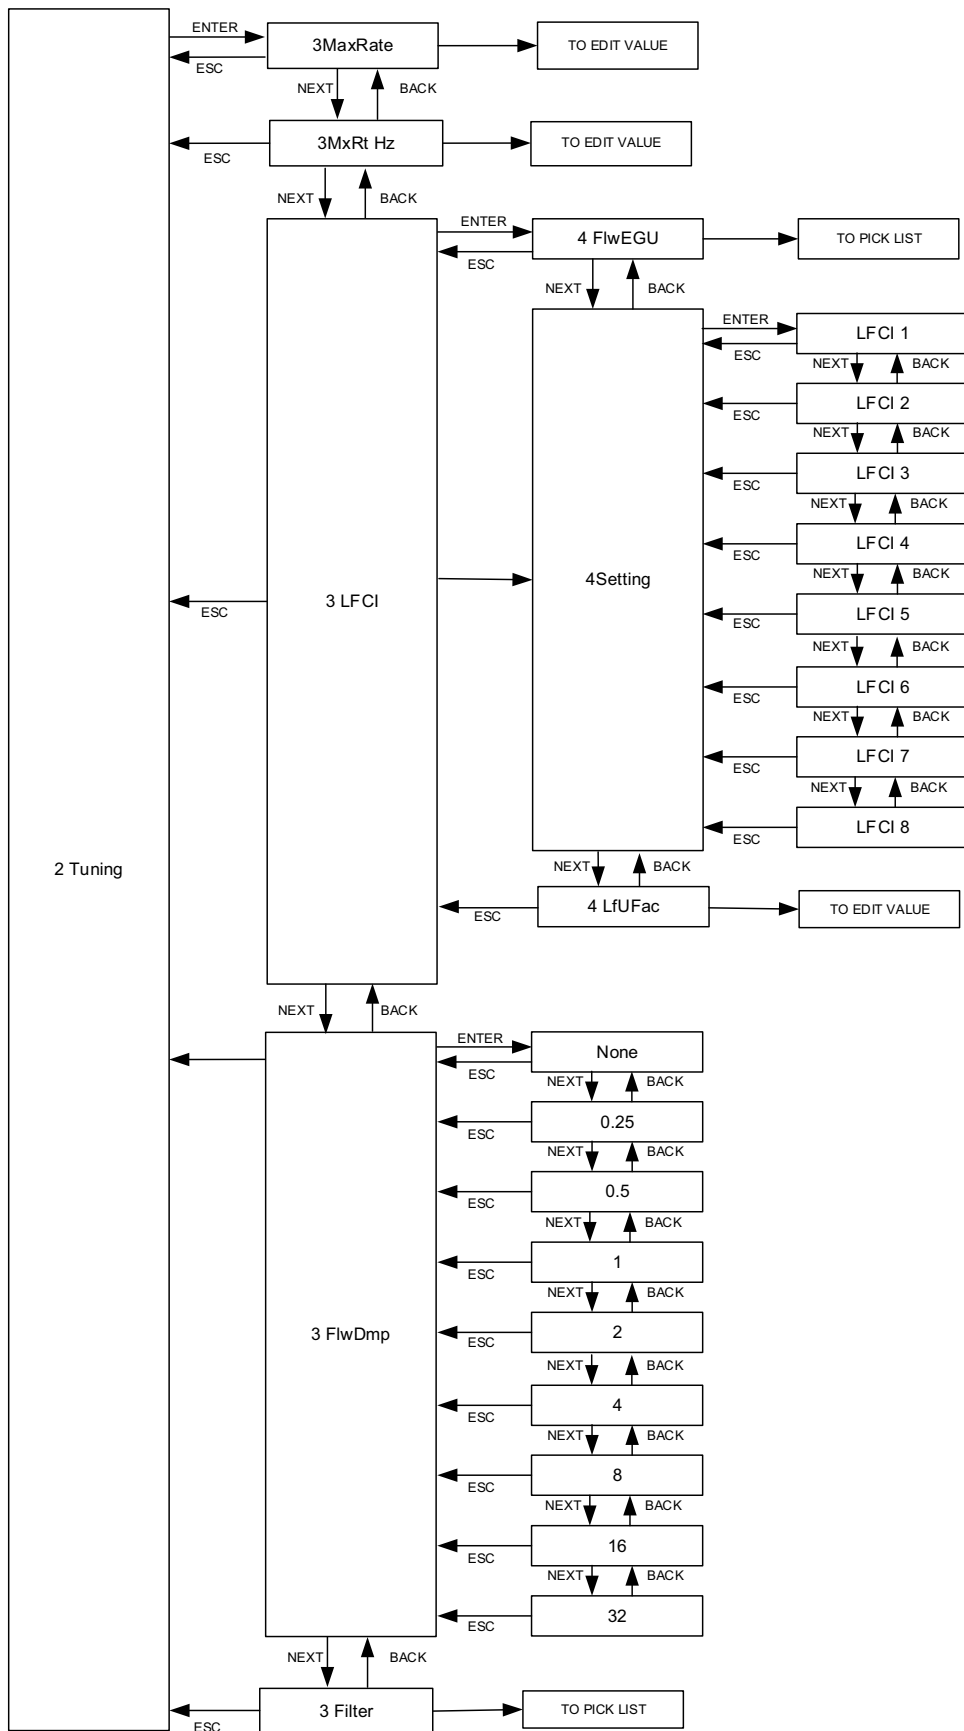 ENTER
3MaxRate
TO EDIT VALUE
ESC
NEXT
BACK
3MxRt Hz
TO EDIT VALUE
ESC
NEXT
BACK
ENTER
4 FlwEGU
TO PICK LIST
ESC
NEXT
BACK
ENTER
LFCI 1
ESC
NEXT
BACK
LFCI 2
ESC
NEXT
BACK
LFCI 3
ESC
NEXT
BACK
LFCI 4
ESC
NEXT
BACK
4Setting
3 LFCI
ESC
LFCI 5
ESC
NEXT
BACK
LFCI 6
ESC
NEXT
BACK
LFCI 7
ESC
NEXT
BACK
LFCI 8
ESC
2 Tuning
NEXT
BACK
4 LfUFac
TO EDIT VALUE
ESC
NEXT
BACK
ENTER
None
ESC
NEXT
BACK
0.25
ESC
NEXT
BACK
0.5
ESC
NEXT
BACK
1
ESC
NEXT
BACK
3 FlwDmp
2
ESC
NEXT
BACK
4
ESC
NEXT
BACK
8
ESC
NEXT
BACK
16
ESC
NEXT
BACK
32
ESC
NEXT
BACK
3 Filter
TO PICK LIST
ESC